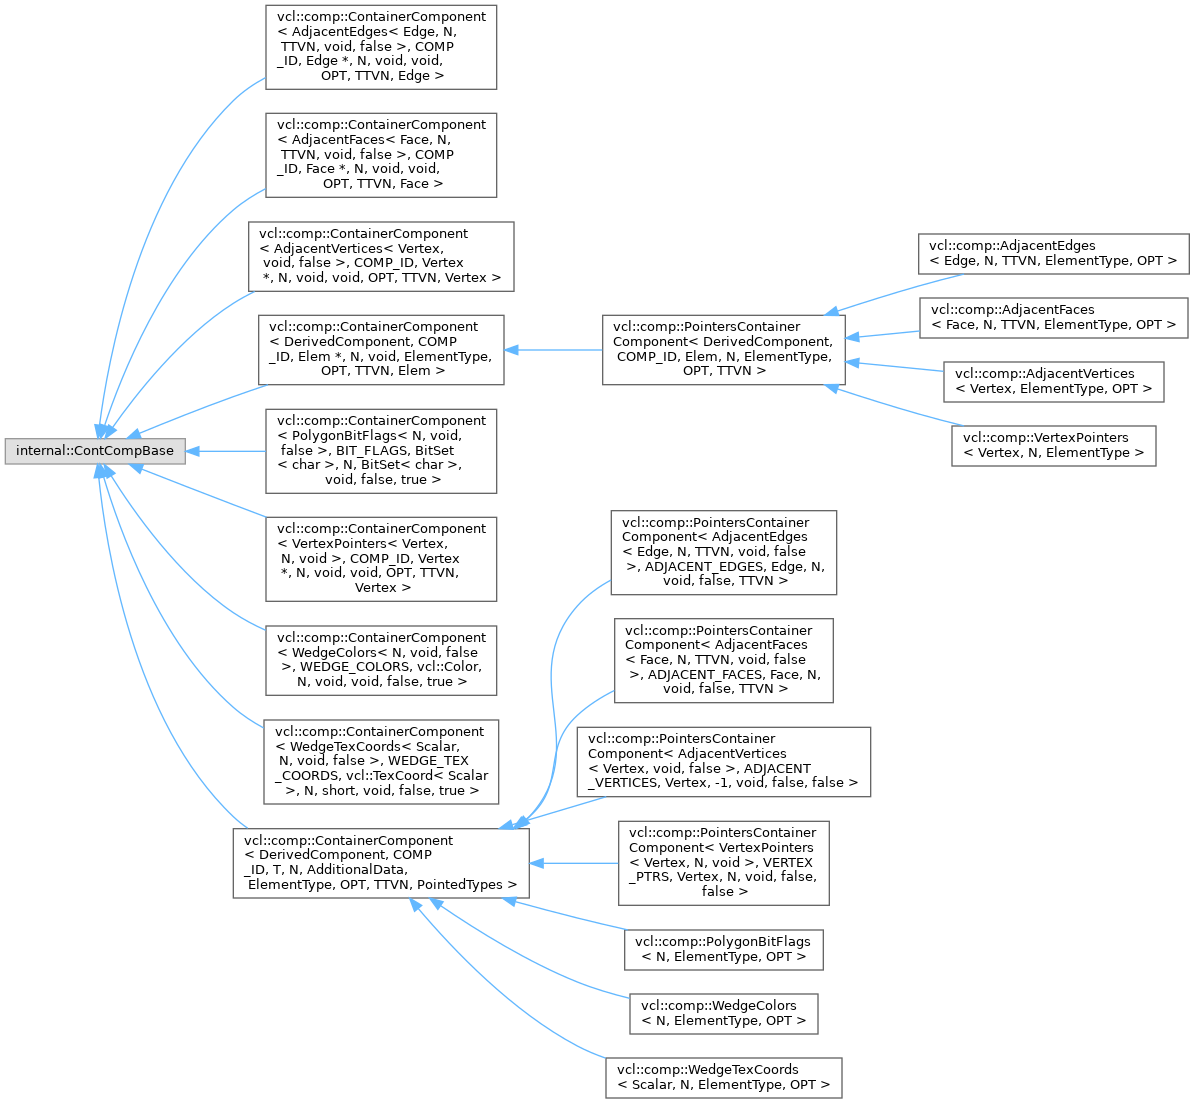 vcl::comp::ContainerComponent
< AdjacentEdges< Edge, N,
TTVN, void, false >, COMP
_ID, Edge *, N, void, void,
OPT, TTVN, Edge >
vcl::comp::ContainerComponent
< AdjacentFaces< Face, N,
TTVN, void, false >, COMP
_ID, Face *, N, void, void,
OPT, TTVN, Face >
vcl::comp::ContainerComponent
< AdjacentVertices< Vertex,
void, false >, COMP_ID, Vertex
*, N, void, void, OPT, TTVN, Vertex >
vcl::comp::ContainerComponent
< DerivedComponent, COMP
_ID, Elem *, N, void, ElementType,
OPT, TTVN, Elem >
vcl::comp::PointersContainer
Component< DerivedComponent,
COMP_ID, Elem, N, ElementType,
OPT, TTVN >
vcl::comp::AdjacentEdges
< Edge, N, TTVN, ElementType, OPT >
vcl::comp::AdjacentFaces
< Face, N, TTVN, ElementType, OPT >
vcl::comp::AdjacentVertices
< Vertex, ElementType, OPT >
vcl::comp::VertexPointers
< Vertex, N, ElementType >
internal::ContCompBase
vcl::comp::ContainerComponent
< PolygonBitFlags< N, void,
false >, BIT_FLAGS, BitSet
< char >, N, BitSet< char >,
void, false, true >
vcl::comp::ContainerComponent
< VertexPointers< Vertex,
N, void >, COMP_ID, Vertex
*, N, void, void, OPT, TTVN,
Vertex >
vcl::comp::ContainerComponent
< WedgeColors< N, void, false
>, WEDGE_COLORS, vcl::Color,
N, void, void, false, true >
vcl::comp::ContainerComponent
< WedgeTexCoords< Scalar,
N, void, false >, WEDGE_TEX
_COORDS, vcl::TexCoord< Scalar
>, N, short, void, false, true >
vcl::comp::ContainerComponent
< DerivedComponent, COMP
_ID, T, N, AdditionalData,
ElementType, OPT, TTVN, PointedTypes >
vcl::comp::PointersContainer
Component< AdjacentEdges
< Edge, N, TTVN, void, false
>, ADJACENT_EDGES, Edge, N,
void, false, TTVN >
vcl::comp::PointersContainer
Component< AdjacentFaces
< Face, N, TTVN, void, false
>, ADJACENT_FACES, Face, N,
void, false, TTVN >
vcl::comp::PointersContainer
Component< AdjacentVertices
< Vertex, void, false >, ADJACENT
_VERTICES, Vertex, -1, void, false, false >
vcl::comp::PointersContainer
Component< VertexPointers
< Vertex, N, void >, VERTEX
_PTRS, Vertex, N, void, false,
false >
vcl::comp::PolygonBitFlags
< N, ElementType, OPT >
vcl::comp::WedgeColors
< N, ElementType, OPT >
vcl::comp::WedgeTexCoords
< Scalar, N, ElementType, OPT >